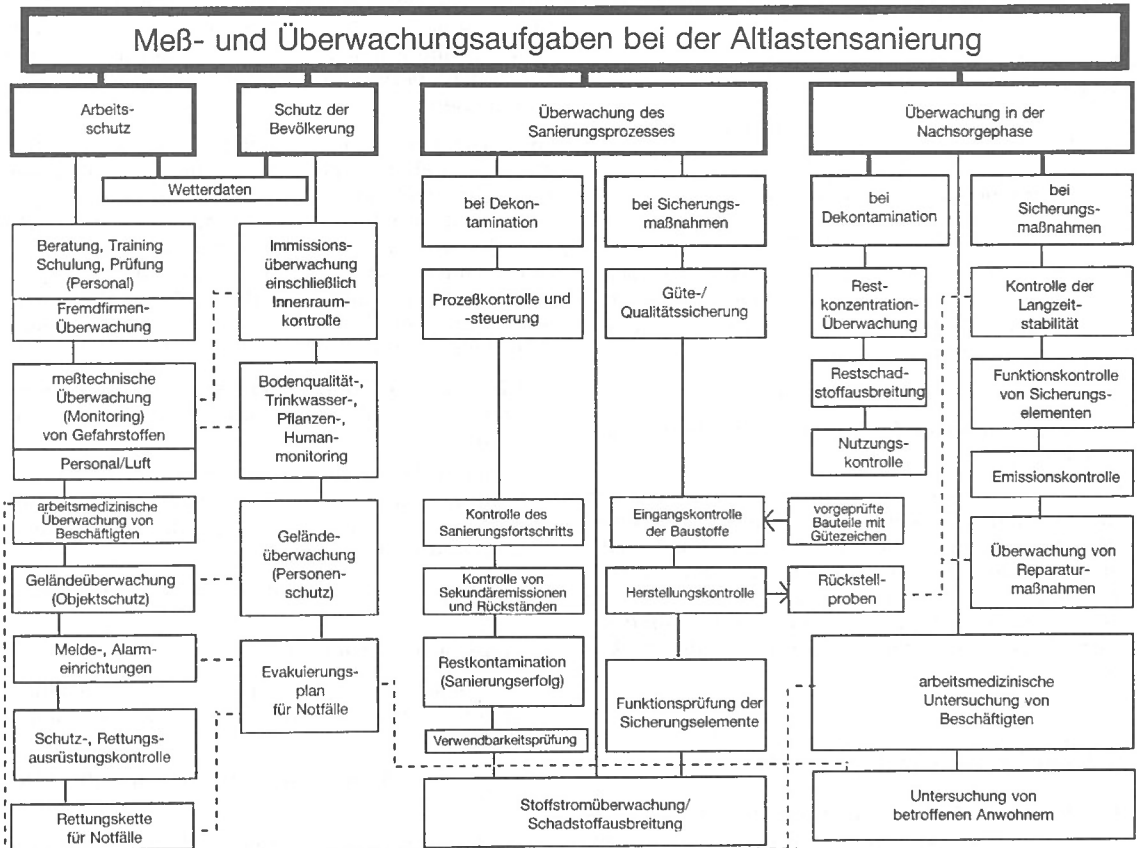 Meß- und Überwachungsaufgaben bei der Altlastensanierung
Arbeits-
schutz
Schutz der
Bevölkerung
Wetterdaten
Beratung, Training
Schulung, Prüfung
(Personal)
Fremdfirmen-
Überwachung
meßtechnische
Überwachung
(Monitoring)
von Gefahrstoffen
Personal/Luft
arbeitsmedizinische
Überwachung von
Beschäftigten
Geländeüberwachung
(Objektschutz)
Melde-, Alarm-
einrichtungen
Schutz-, Rettungs-
ausrüstungskontrolle
Rettungskette
für Notfälle
Immissions-
überwachung
einschließlich
Innenraum-
kontrolle
Bodenqualität-,
Trinkwasser-,
Pflanzen-,
Human-
monitoring
Gelände-
überwachung
(Personen-
schutz)
Evakuierungs-
plan
für Notfälle
Überwachung des
Sanierungsprozesses
bei Dekon-
tamination
Prozeßkontrolle und
-steuerung
Kontrolle des
Sanierungsfortschritts
Kontrolle von
Sekundäremissionen
und Rückständen
Restkontamination
(Sanierungserfolg)
Verwendbarkeitsprüfung
bei Sicherungs-
maßnahmen
Güte-/
Qualitätssicherung
Eingangskontrolle
der Baustoffe
vorgeprüfte
Bauteile mit
Gütezeichen
Herstellungskontrolle
Rückstell-
proben
Funktionsprüfung der
Sicherungselemente
Stoffstromüberwachung/
Schadstoffausbreitung
Überwachung in der
Nachsorgephase
bei
Dekontamination
Rest-
konzentration-
Überwachung
Restschad-
stoffausbreitung
Nutzungs-
kontrolle
bei
Sicherungs-
maßnahmen
Kontrolle der
Langzeit-
stabilität
Funktionskontrolle
von Sicherungs-
elementen
Emissionskontrolle
Überwachung von
Reparatur-
maßnahmen
arbeitsmedizinische
Untersuchung von
Beschäftigten
Untersuchung von
betroffenen Anwohnern